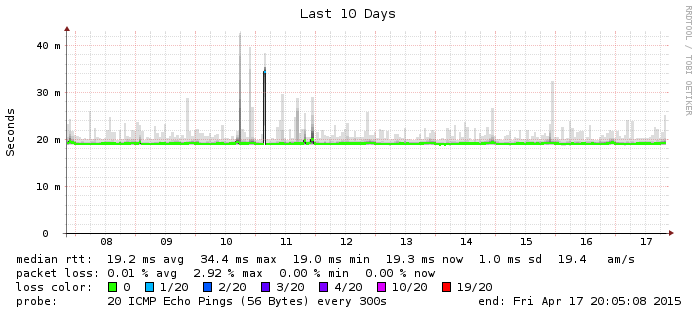 Last 10 Days
RRDTOOL / TOBI OETIKER
Seconds
40 m
30 m
20 m
10 m
0
08 09 10 11 12 13 14 15 16 17
median rtt: 19.2 ms avg 34.4 ms max 19.0 ms min 19.3 ms now 1.0 ms sd 19.4 am/s
packet loss: 0.01 % avg 2.92 % max 0.00 % min 0.00 % now
loss color: 0 1/20 2/20 3/20 4/20 10/20 19/20
probe: 20 ICMP Echo Pings (56 Bytes) every 300s end: Fri Apr 17 20:05:08 2015